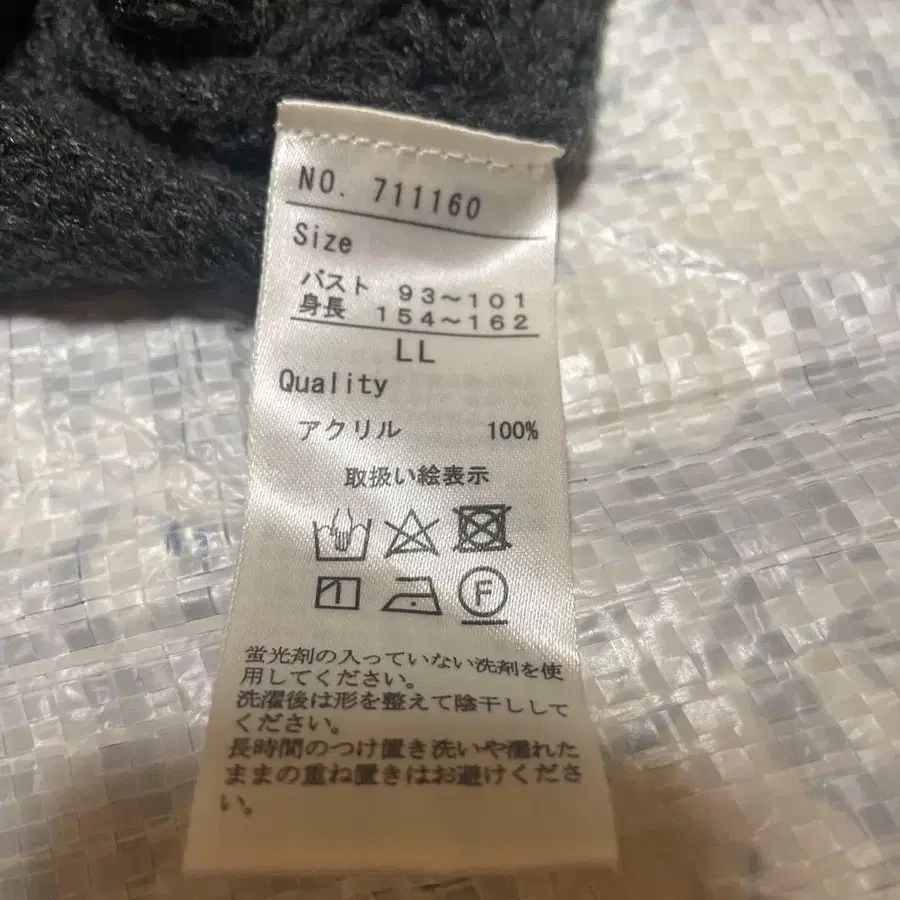 NO. 711160
Size
バスト 93～101
身長 154～162
LL
Quality
アクリル 100%
取扱い絵表示
F
蛍光剤の入っていない洗剤を使
用してください。
洗濯後は形を整えて陰干しして
ください。
長時間のつけ置き洗いや濡れた
ままの重ね置きはお避けくださ
い。